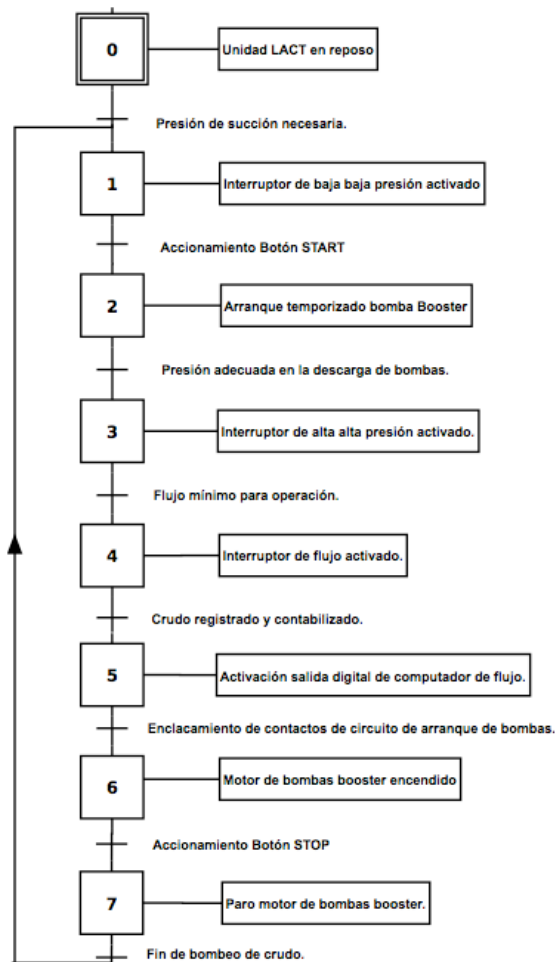 0
Unidad LACT en reposo
Presión de succión necesaria.
1
Interruptor de baja baja presión activado
Accionamiento Botón START
2
Arranque temporizado bomba Booster
Presión adecuada en la descarga de bombas.
3
Interruptor de alta alta presión activado.
Flujo mínimo para operación.
4
Interruptor de flujo activado.
Crudo registrado y contabilizado.
5
Activación salida digital de computador de flujo.
Enclacamiento de contactos de circuito de arranque de bombas.
6
Motor de bombas booster encendido
Accionamiento Botón STOP
7
Paro motor de bombas booster.
Fin de bombeo de crudo.